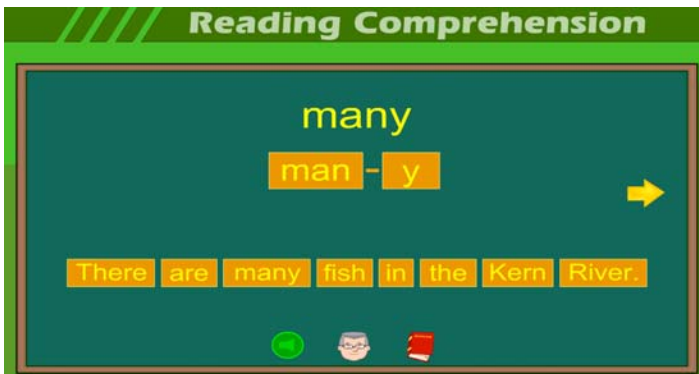 Reading Comprehension
many
man - y
There are many fish in the Kern River.